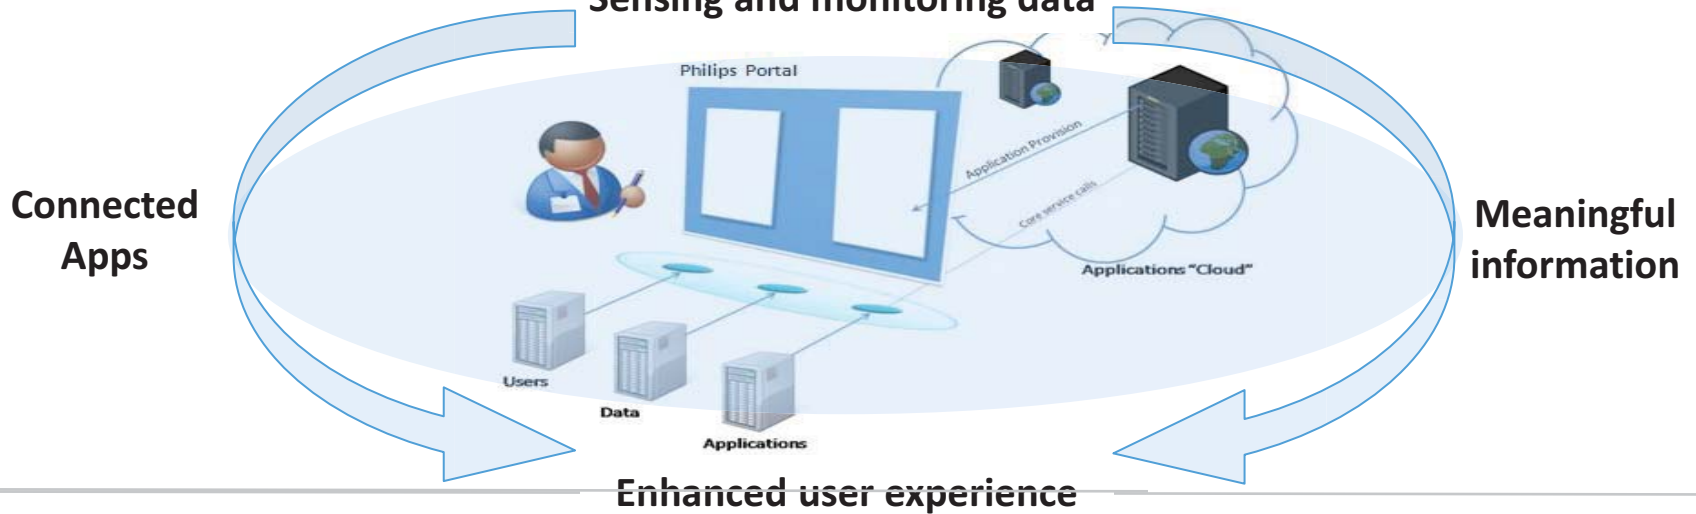 Sensing and monitoring data
Philips Portal
Application Provision
Core service calls
Connected
Apps
Meaningful
information
Applications "Cloud"
Users
Data
Applications
Enhanced user experience